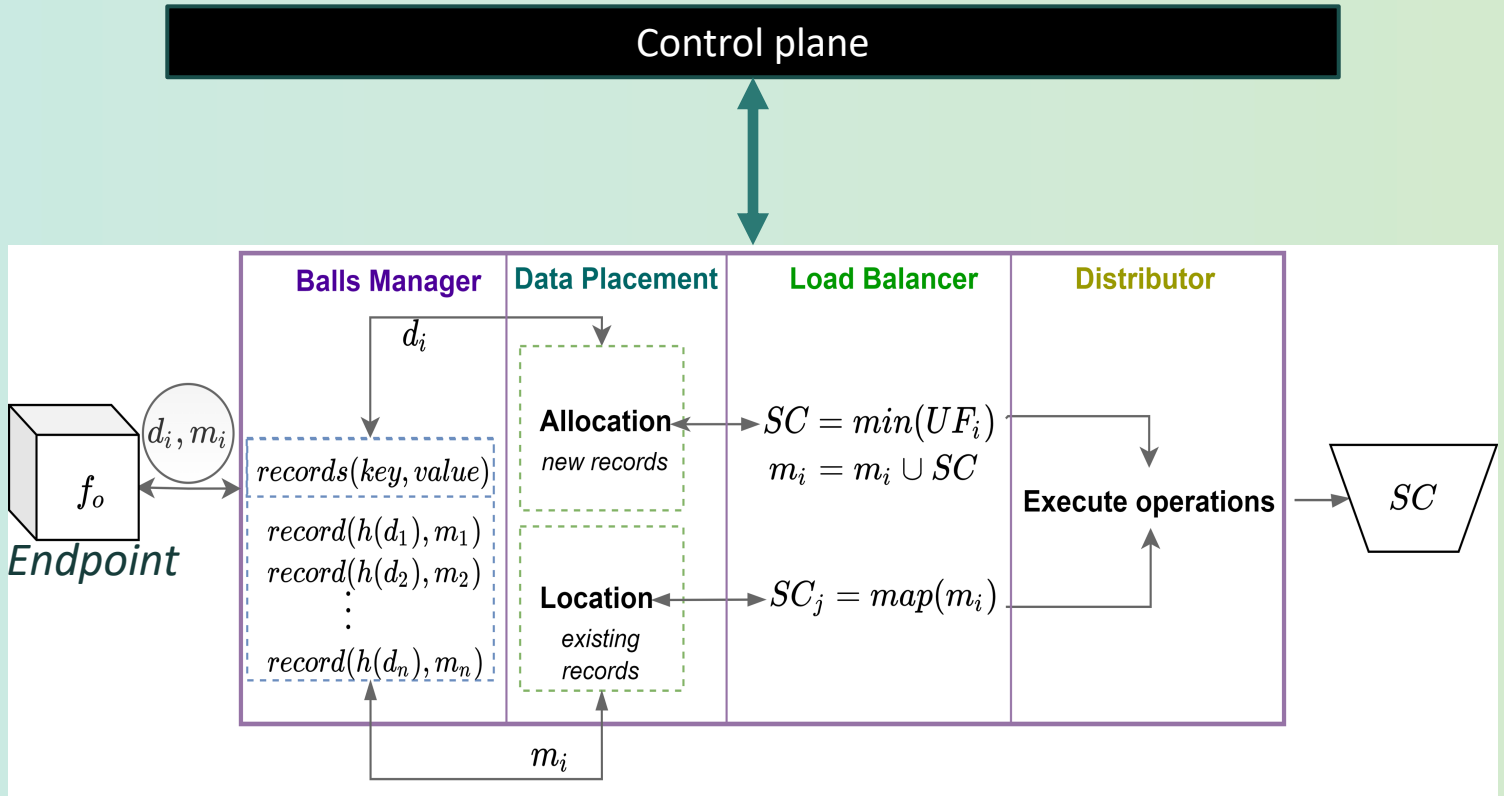 Control plane
Balls Manager
Data Placement
Load Balancer
Distributor
d_i
d_i, m_i
f_o
Endpoint
records(key, value)
record(h(d_1), m_1)
record(h(d_2), m_2)
⋮
record(h(d_n), m_n)
Allocation
new records
Location
existing
records
SC = min(UF_i)
m_i = m_i ∪ SC
SC_j = map(m_i)
Execute operations
SC
m_i